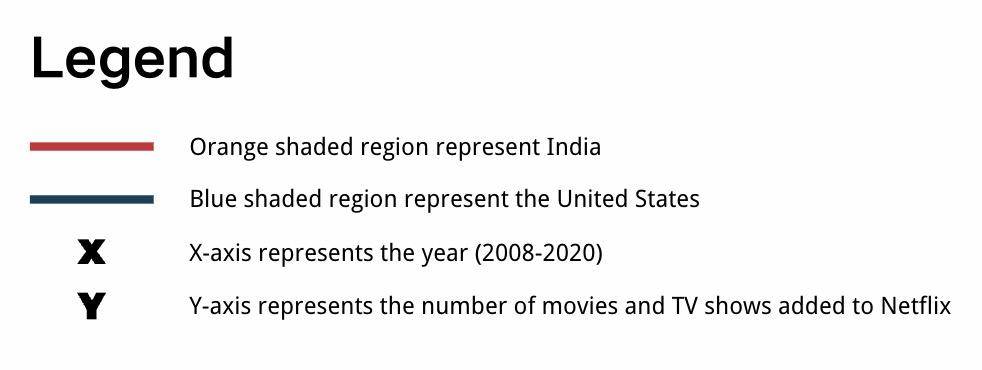 Legend
Orange shaded region represent India
Blue shaded region represent the United States
X X-axis represents the year (2008-2020)
Y Y-axis represents the number of movies and TV shows added to Netflix